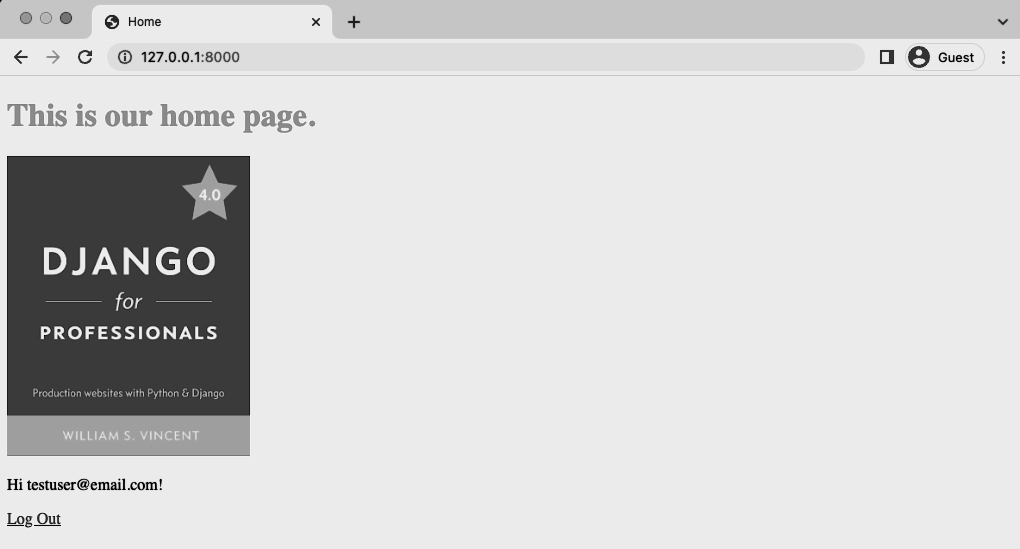 Home
127.0.0.1:8000
Guest
This is our home page.
4.0
DJANGO
for
PROFESSIONALS
Production websites with Python & Django
WILLIAM S. VINCENT
Hi testuser@email.com!
Log Out